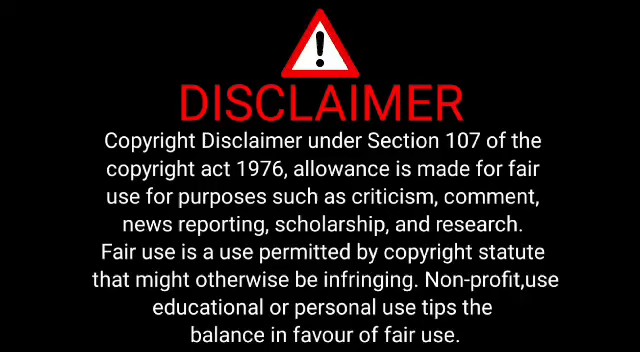 DISCLAIMER
Copyright Disclaimer under Section 107 of the
copyright act 1976, allowance is made for fair
use for purposes such as criticism, comment,
news reporting, scholarship, and research.
Fair use is a use permitted by copyright statute
that might otherwise be infringing. Non-profit,use
educational or personal use tips the
balance in favour of fair use.